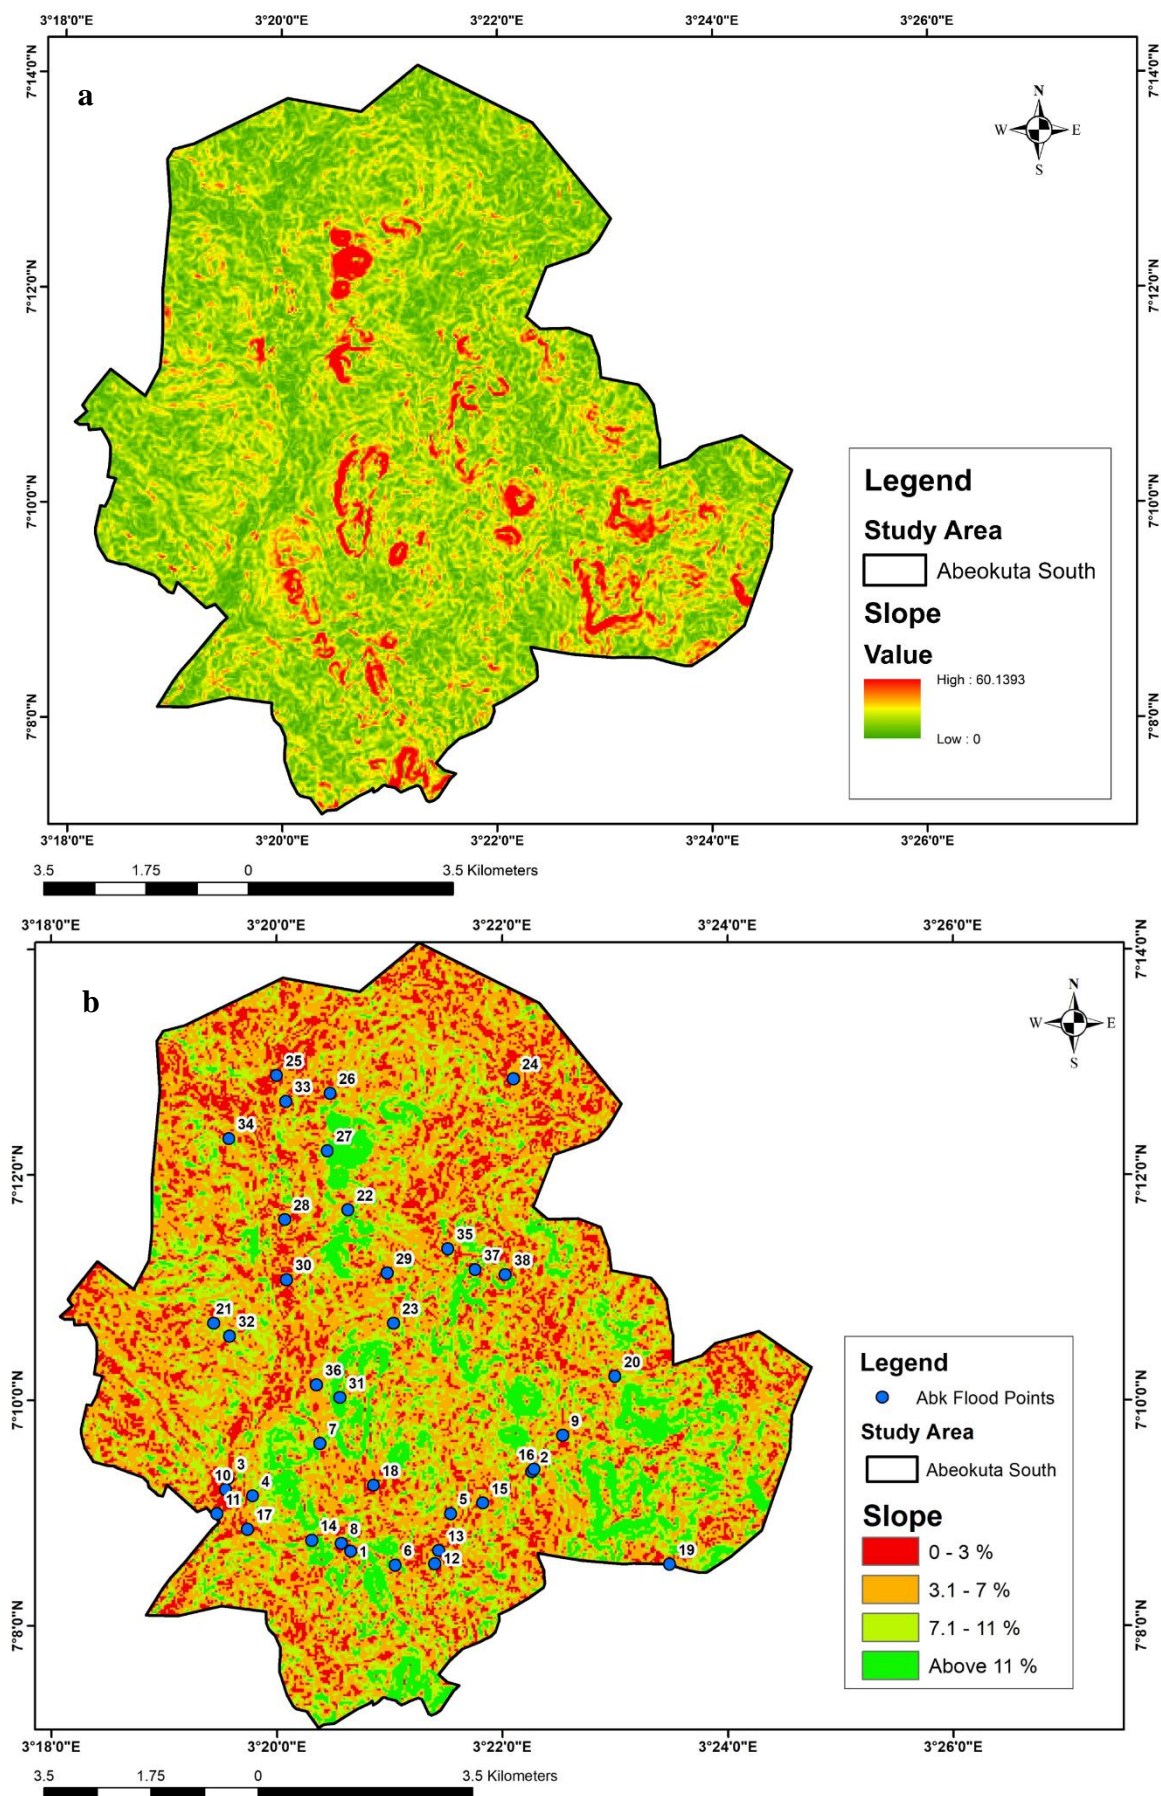 3°18'0"E 3°20'0"E 3°22'0"E 3°24'0"E 3°26'0"E
a
N
W E
S
7°14'0"N 7°14'0"N
7°12'0"N 7°12'0"N
7°10'0"N 7°10'0"N
7°8'0"N 7°8'0"N
Legend
Study Area
Abeokuta South
Slope
Value
High : 60.1393
Low : 0
3°18'0"E 3°20'0"E 3°22'0"E 3°24'0"E 3°26'0"E
3.5 1.75 0 3.5 Kilometers
3°18'0"E 3°20'0"E 3°22'0"E 3°24'0"E 3°26'0"E
b
N
W E
S
7°14'0"N 7°14'0"N
7°12'0"N 7°12'0"N
7°10'0"N 7°10'0"N
7°8'0"N 7°8'0"N
25
24
33
26
34
27
22
28
35
29
37
38
30
21
32
23
20
36
31
7
9
3
16
2
10
18
4
15
11
5
17
14
8
13
1
6
12
19
Legend
Abk Flood Points
Study Area
Abeokuta South
Slope
0 - 3 %
3.1 - 7 %
7.1 - 11 %
Above 11 %
3°18'0"E 3°20'0"E 3°22'0"E 3°24'0"E 3°26'0"E
3.5 1.75 0 3.5 Kilometers